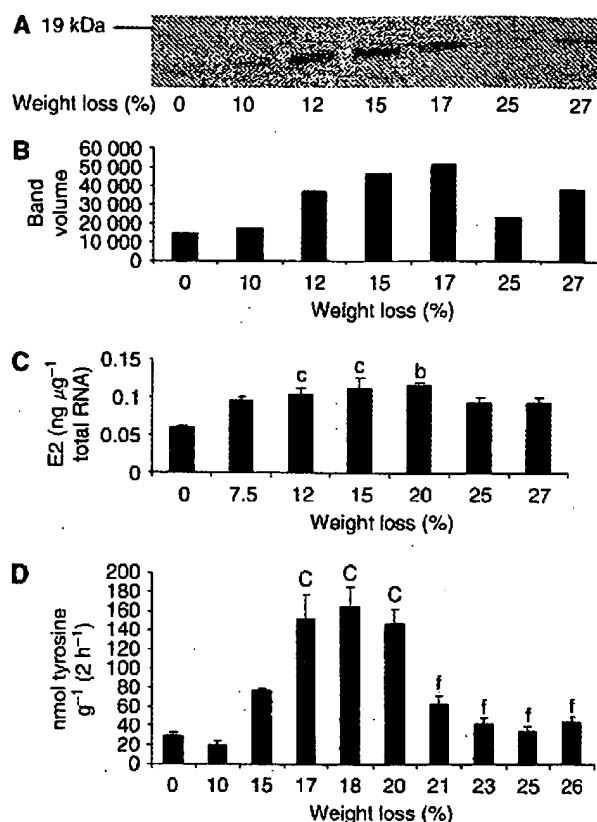 A 19 kDa
Weight loss (%) 0 10 12 15 17 25 27
B
60 000
50 000
40 000
30 000
20 000
10 000
0
Band volume
0 10 12 15 17 25 27
Weight loss (%)
C
0.15
0.1
0.05
0
E2 (ng µg⁻¹ total RNA)
c c b
0 7.5 12 15 20 25 27
Weight loss (%)
D
200
180
160
140
120
100
80
60
40
20
0
nmol tyrosine g⁻¹ (2 h⁻¹)
C C C f f f f
0 10 15 17 18 20 21 23 25 26
Weight loss (%)